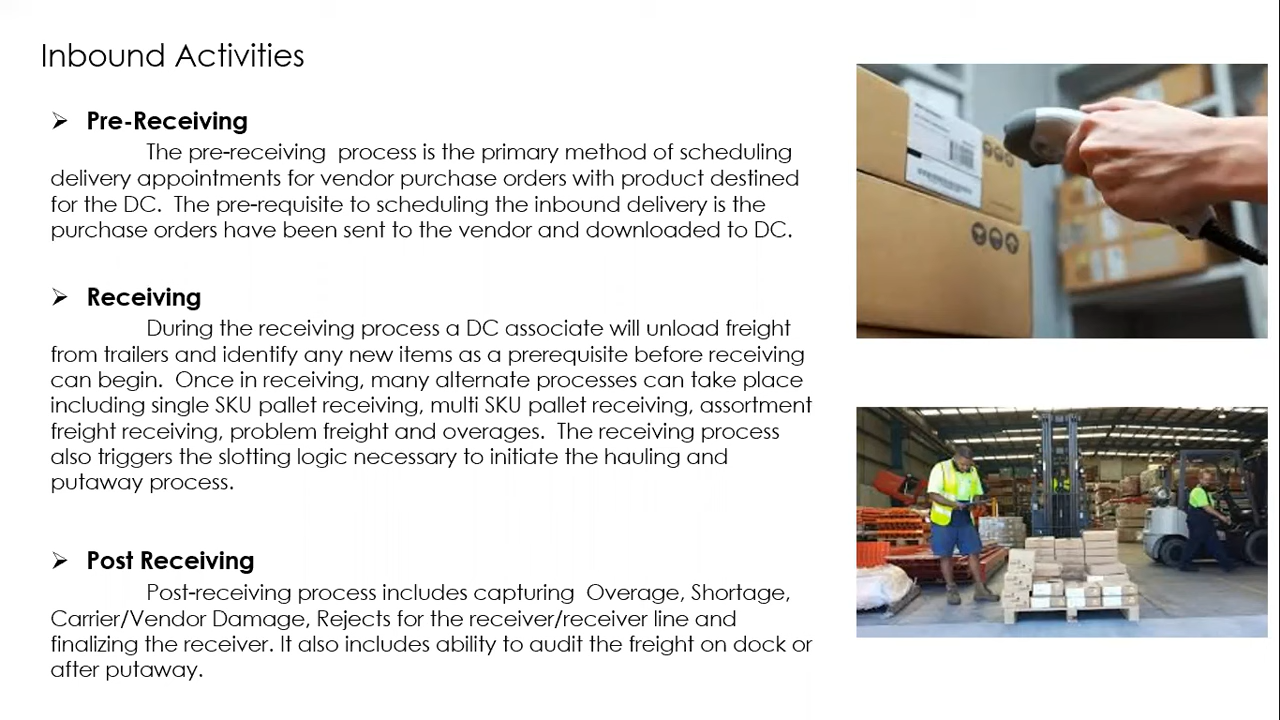 Inbound Activities
➢ Pre-Receiving
The pre-receiving  process is the primary method of scheduling
delivery appointments for vendor purchase orders with product destined
for the DC.  The pre-requisite to scheduling the inbound delivery is the
purchase orders have been sent to the vendor and downloaded to DC.
➢ Receiving
During the receiving process a DC associate will unload freight
from trailers and identify any new items as a prerequisite before receiving
can begin.  Once in receiving, many alternate processes can take place
including single SKU pallet receiving, multi SKU pallet receiving, assortment
freight receiving, problem freight and overages.  The receiving process
also triggers the slotting logic necessary to initiate the hauling and
putaway process.
➢ Post Receiving
Post-receiving process includes capturing  Overage, Shortage,
Carrier/Vendor Damage, Rejects for the receiver/receiver line and
finalizing the receiver. It also includes ability to audit the freight on dock or
after putaway.